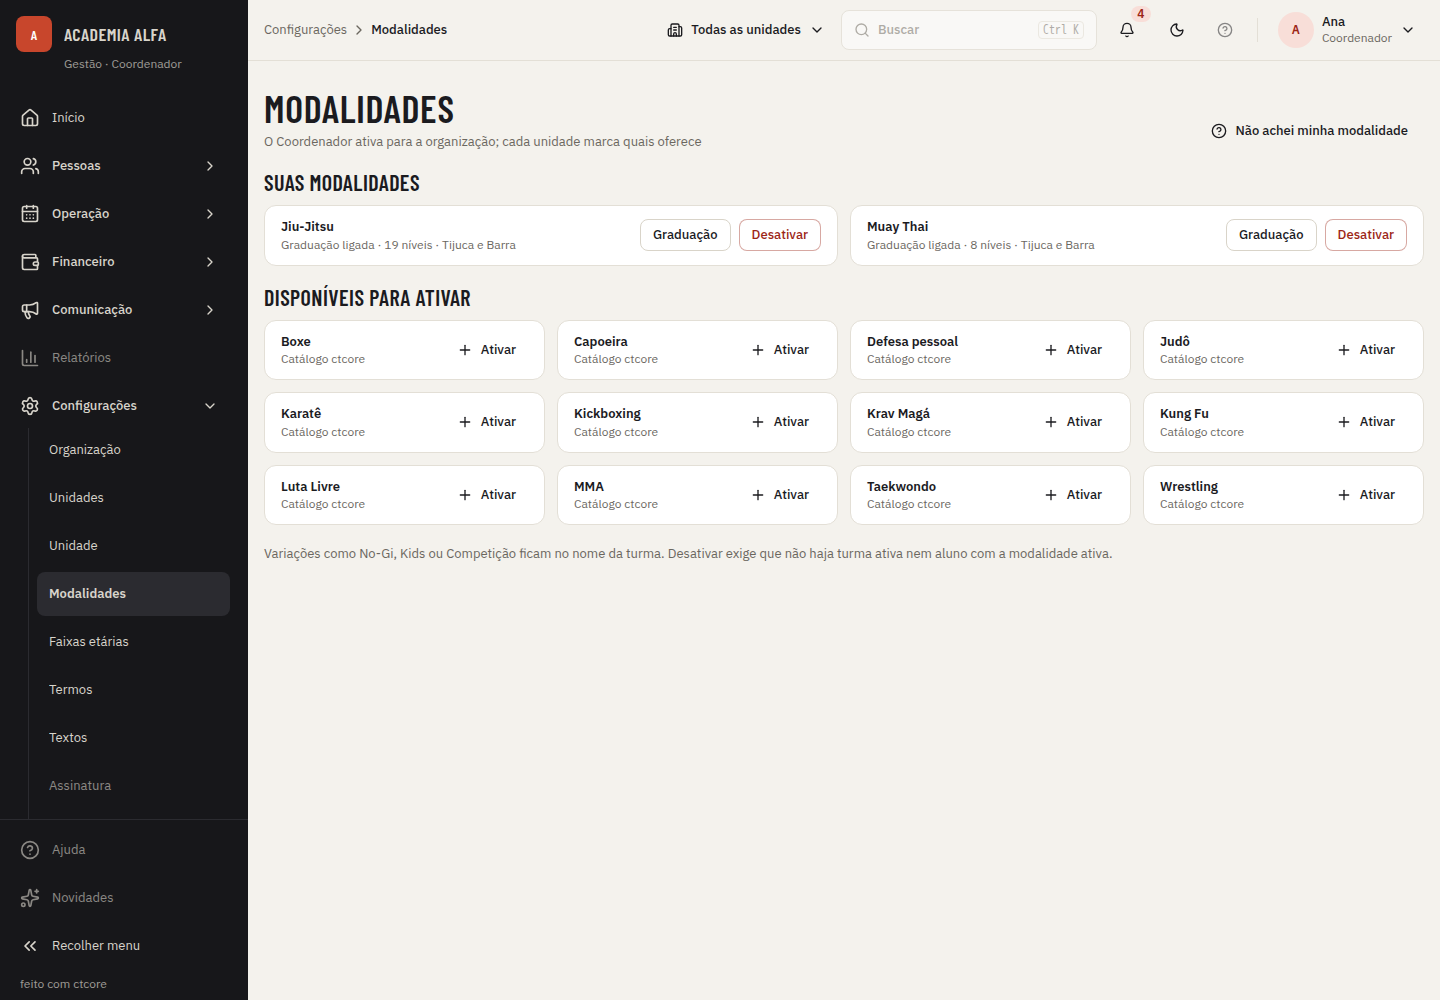 A
ACADEMIA ALFA
Gestão · Coordenador
Início
Pessoas
Operação
Financeiro
Comunicação
Relatórios
Configurações
Organização
Unidades
Unidade
Modalidades
Faixas etárias
Termos
Textos
Assinatura
Ajuda
Novidades
Recolher menu
feito com ctcore
Configurações > Modalidades
Todas as unidades
Buscar
Ctrl K
4
A
Ana
Coordenador
MODALIDADES
O Coordenador ativa para a organização; cada unidade marca quais oferece
Não achei minha modalidade
SUAS MODALIDADES
Jiu-Jitsu
Graduação ligada · 19 níveis · Tijuca e Barra
Graduação
Desativar
Muay Thai
Graduação ligada · 8 níveis · Tijuca e Barra
Graduação
Desativar
DISPONÍVEIS PARA ATIVAR
Boxe
Catálogo ctcore
Ativar
Capoeira
Catálogo ctcore
Ativar
Defesa pessoal
Catálogo ctcore
Ativar
Judô
Catálogo ctcore
Ativar
Karatê
Catálogo ctcore
Ativar
Kickboxing
Catálogo ctcore
Ativar
Krav Magá
Catálogo ctcore
Ativar
Kung Fu
Catálogo ctcore
Ativar
Luta Livre
Catálogo ctcore
Ativar
MMA
Catálogo ctcore
Ativar
Taekwondo
Catálogo ctcore
Ativar
Wrestling
Catálogo ctcore
Ativar
Variações como No-Gi, Kids ou Competição ficam no nome da turma. Desativar exige que não haja turma ativa nem aluno com a modalidade ativa.